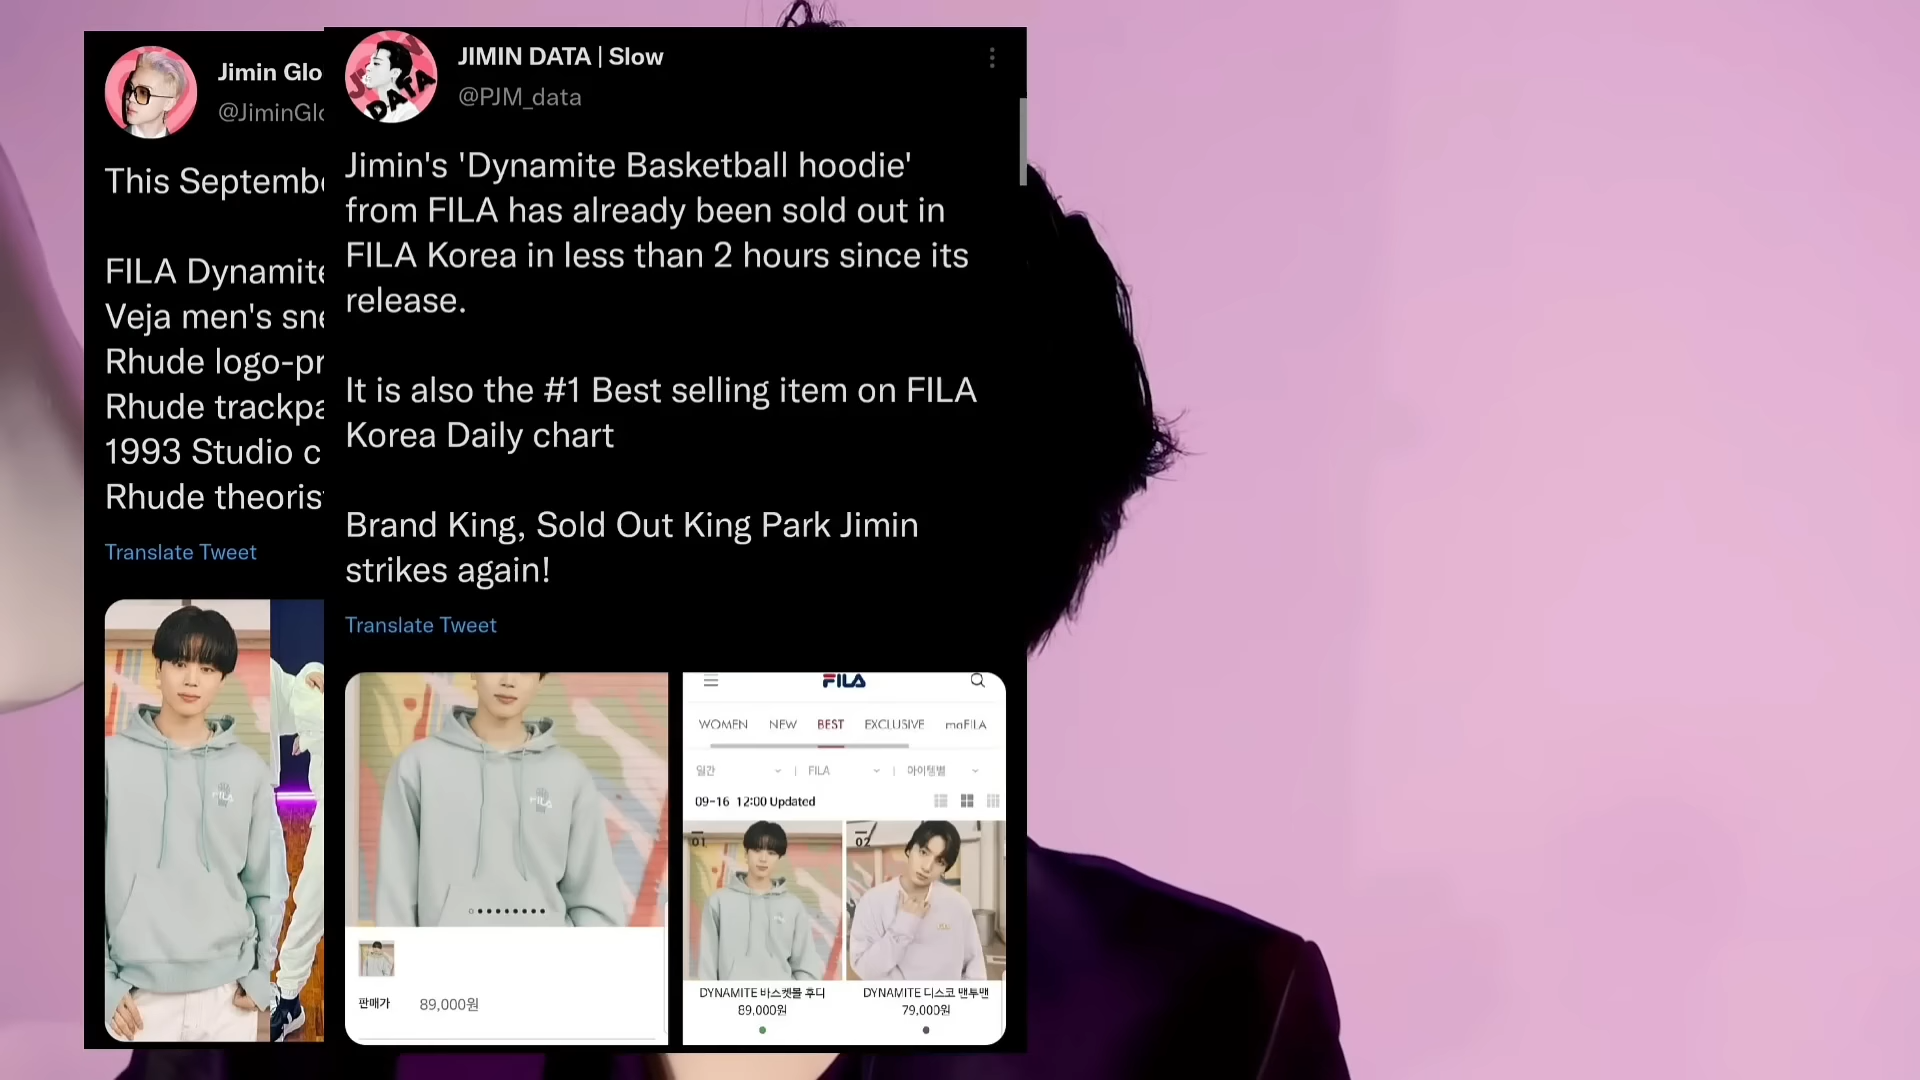 Jimin Glo
@JiminGlo
This Septembe
FILA Dynamite
Veja men's sne
Rhude logo-pr
Rhude trackpa
1993 Studio c
Rhude theoris
Translate Tweet
JIMIN DATA | Slow
@PJM_data
Jimin's 'Dynamite Basketball hoodie'
from FILA has already been sold out in
FILA Korea in less than 2 hours since its
release.
It is also the #1 Best selling item on FILA
Korea Daily chart
Brand King, Sold Out King Park Jimin
strikes again!
Translate Tweet
FILA
판매가 89,000원
FILA
WOMEN NEW BEST EXCLUSIVE maFILA
일간 FILA 아이템별
09-16 12:00 Updated
01 02
DYNAMITE 바스켓볼 후디 DYNAMITE 디스코 맨투맨
89,000원 79,000원